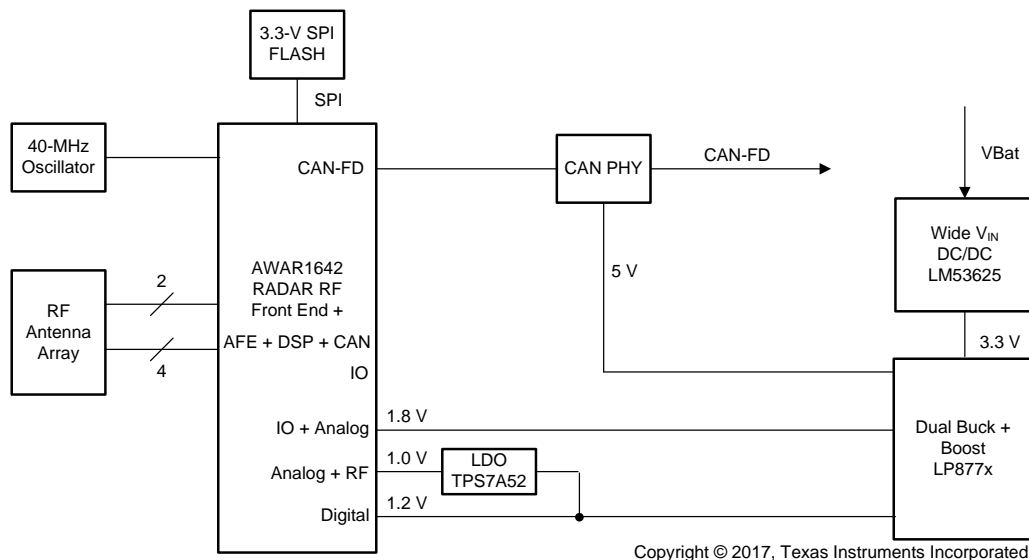 3.3-V SPI
FLASH
SPI
40-MHz
Oscillator
CAN-FD
CAN PHY
CAN-FD
VBat
Wide VIN
DC/DC
LM53625
AWAR1642
RADAR RF
Front End +
AFE + DSP + CAN
IO
2
RF
Antenna
Array
4
5 V
3.3 V
IO + Analog
1.8 V
Dual Buck +
Boost
LP877x
Analog + RF
1.0 V
LDO
TPS7A52
Digital
1.2 V
Copyright © 2017, Texas Instruments Incorporated